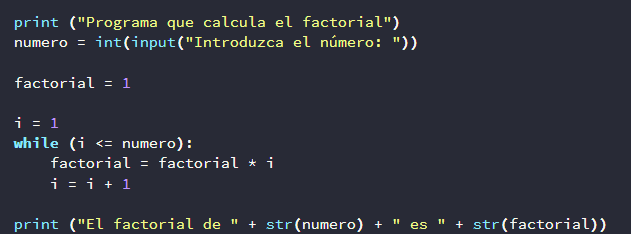 print ("Programa que calcula el factorial")
numero = int(input("Introduzca el número: "))

factorial = 1

i = 1
while (i <= numero):
    factorial = factorial * i
    i = i + 1

print ("El factorial de " + str(numero) + " es " + str(factorial))